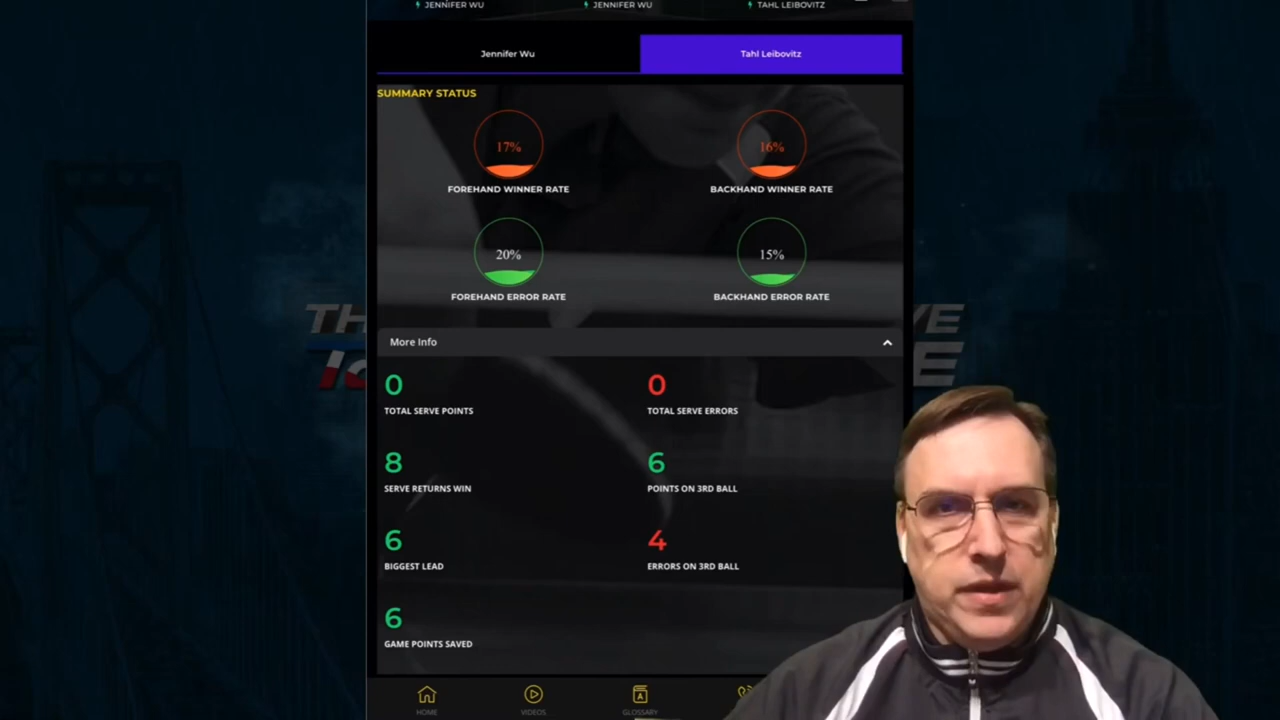 JENNIFER WU JENNIFER WU TAHL LEIBOVITZ
Jennifer Wu Tahl Leibovitz
SUMMARY STATUS
17% 16%
FOREHAND WINNER RATE BACKHAND WINNER RATE
20% 15%
FOREHAND ERROR RATE BACKHAND ERROR RATE
More Info
0 0
TOTAL SERVE POINTS TOTAL SERVE ERRORS
8 6
SERVE RETURNS WIN POINTS ON 3RD BALL
6 4
BIGGEST LEAD ERRORS ON 3RD BALL
6
GAME POINTS SAVED
HOME VIDEOS GLOSSARY